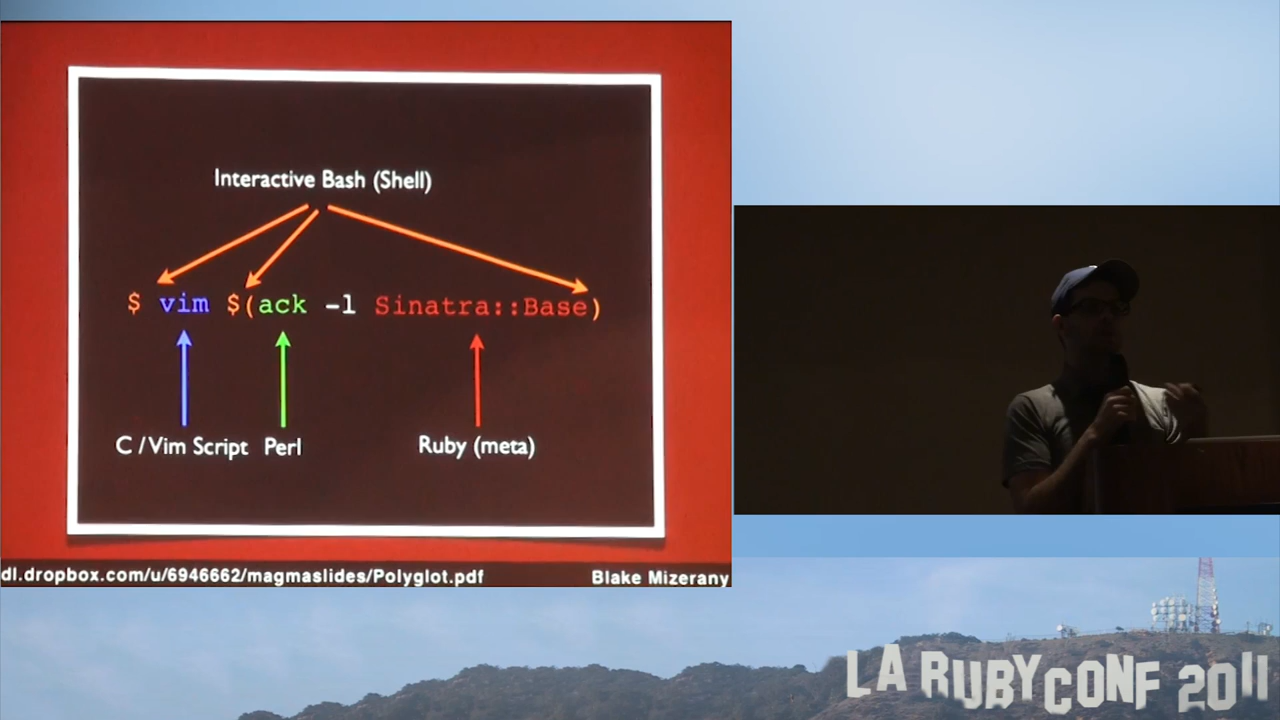 Interactive Bash (Shell)
$ vim $(ack -l Sinatra::Base)
C / Vim Script Perl Ruby (meta)
dl.dropbox.com/u/6946662/magmaslides/Polyglot.pdf Blake Mizerany
LA RUBYCONF 2011